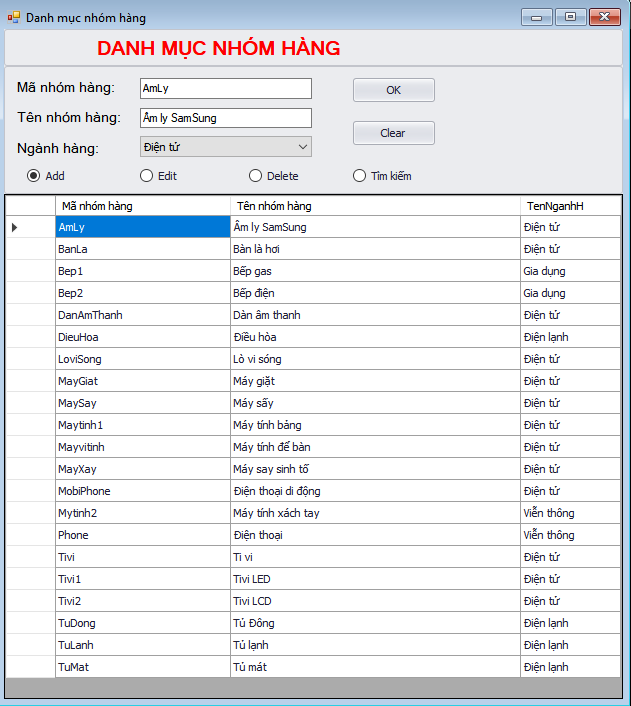 Danh mục nhóm hàng
DANH MỤC NHÓM HÀNG
Mã nhóm hàng: AmLy OK
Tên nhóm hàng: Âm ly SamSung Clear
Ngành hàng: Điện tử
Add Edit Delete Tìm kiếm
Mã nhóm hàng Tên nhóm hàng TenNganhH
AmLy Âm ly SamSung Điện tử
BanLa Bàn là hơi Điện tử
Bep1 Bếp gas Gia dụng
Bep2 Bếp điện Gia dụng
DanAmThanh Dàn âm thanh Điện tử
DieuHoa Điều hòa Điện lạnh
LoviSong Lò vi sóng Điện tử
MayGiat Máy giặt Điện tử
MaySay Máy sấy Điện tử
Maytinh1 Máy tính bảng Điện tử
Mayvitinh Máy tính để bàn Điện tử
MayXay Máy say sinh tố Điện tử
MobiPhone Điện thoại di động Điện tử
Mytinh2 Máy tính xách tay Viễn thông
Phone Điện thoại Viễn thông
Tivi Ti vi Điện tử
Tivi1 Tivi LED Điện tử
Tivi2 Tivi LCD Điện tử
TuDong Tủ Đông Điện lạnh
TuLanh Tủ lạnh Điện lạnh
TuMat Tủ mát Điện lạnh